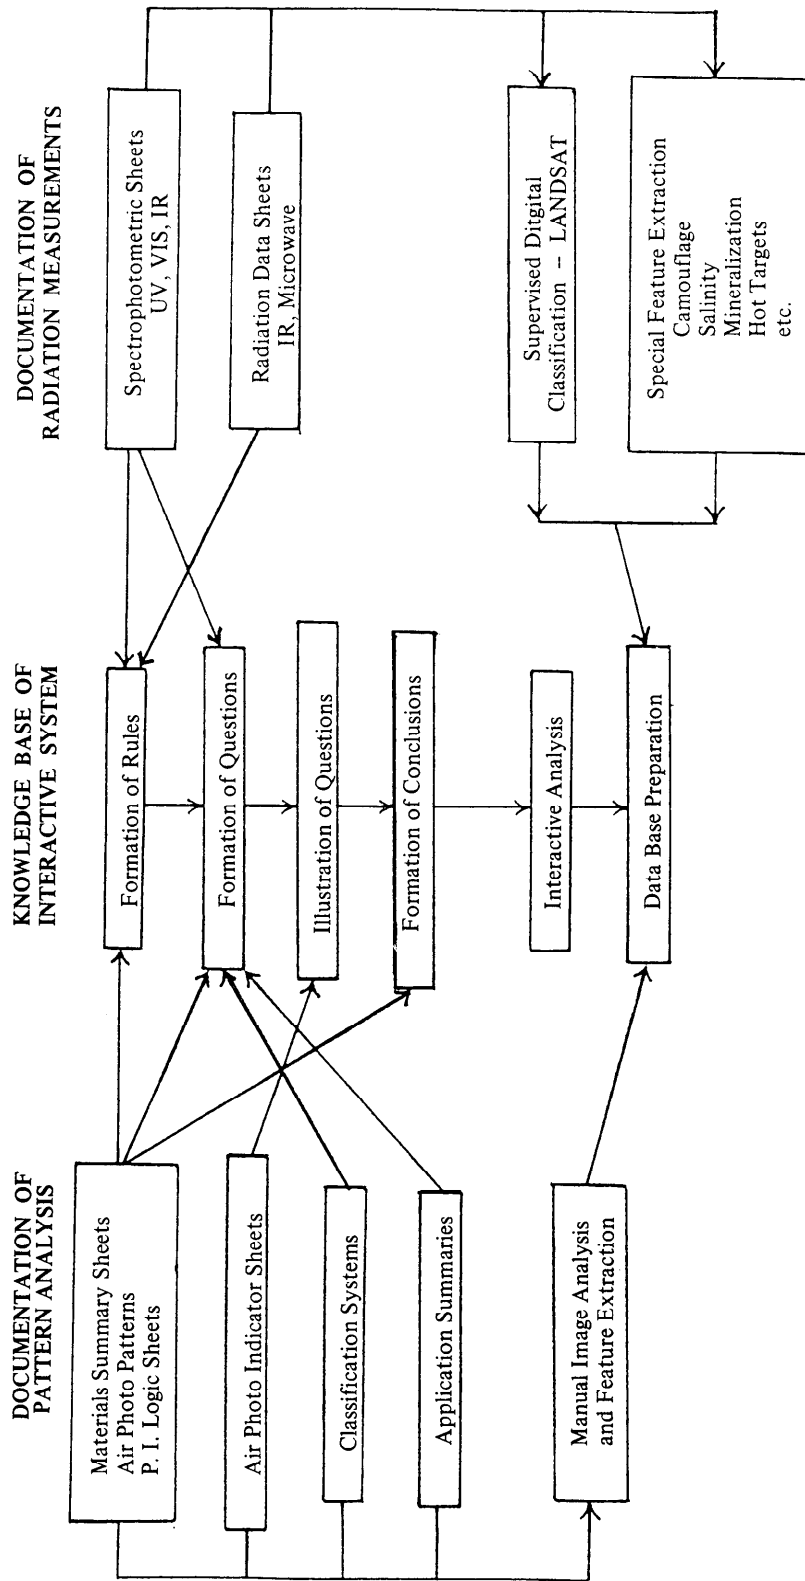 DOCUMENTATION OF
PATTERN ANALYSIS
Materials Summary Sheets
Air Photo Patterns
P. I. Logic Sheets
Air Photo Indicator Sheets
Classification Systems
Application Summaries
Manual Image Analysis
and Feature Extraction
KNOWLEDGE BASE OF
INTERACTIVE SYSTEM
Formation of Rules
Formation of Questions
Illustration of Questions
Formation of Conclusions
Interactive Analysis
Data Base Preparation
DOCUMENTATION OF
RADIATION MEASUREMENTS
Spectrophotometric Sheets
UV, VIS, IR
Radiation Data Sheets
IR, Microwave
Supervised Ditgital
Classification -- LANDSAT
Special Feature Extraction
Camouflage
Salinity
Mineralization
Hot Targets
etc.